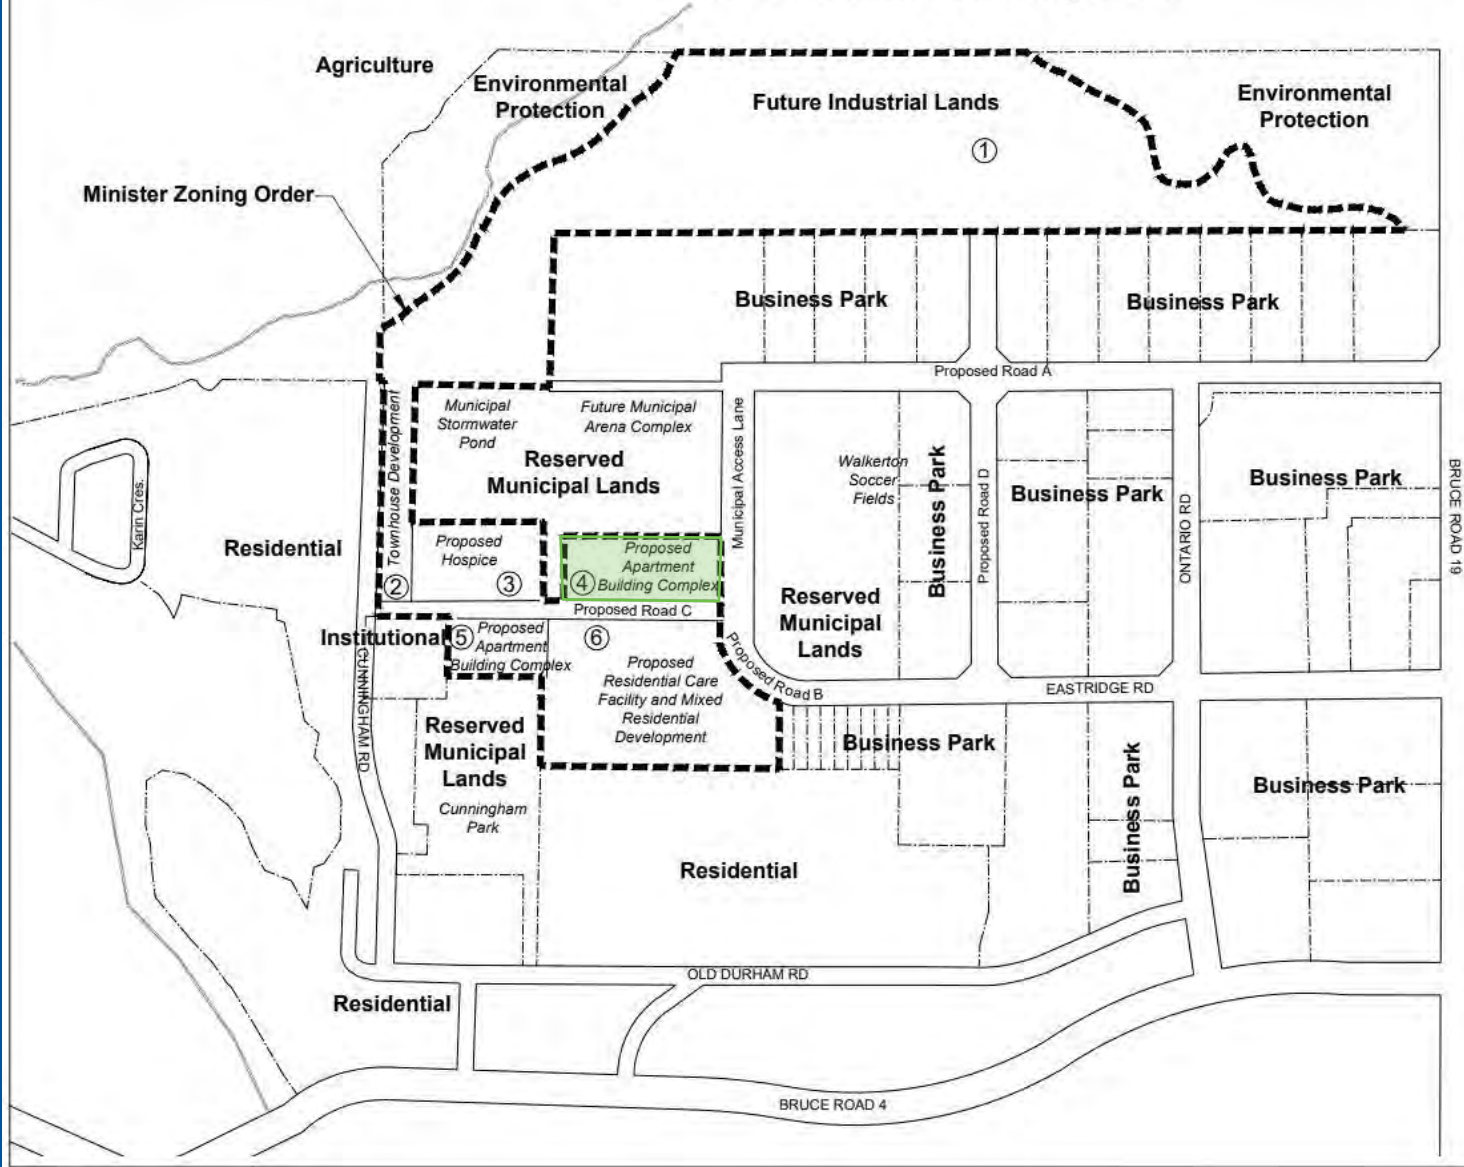 Agriculture
Environmental
Protection
Future Industrial Lands
Environmental
Protection
①
Minister Zoning Order
Business Park
Business Park
Proposed Road A
Townhouse Development
Municipal
Stormwater
Pond
Future Municipal
Arena Complex
Reserved
Municipal Lands
Municipal Access Lane
Walkerton
Soccer
Fields
Business Park
Proposed Road D
Business Park
ONTARIO RD
Business Park
BRUCE ROAD 19
Karin Cres.
Residential
Proposed
Hospice
②
③
④
Proposed
Apartment
Building Complex
Business Park
Reserved
Municipal
Lands
Proposed Road C
Institutional
⑤
Proposed
Apartment
Building Complex
⑥
Proposed
Residential Care
Facility and Mixed
Residential
Development
Proposed Road B
EASTRIDGE RD
CUNNINGHAM RD
Reserved
Municipal
Lands
Cunningham
Park
Business Park
Business Park
Business Park
Residential
OLD DURHAM RD
Residential
BRUCE ROAD 4